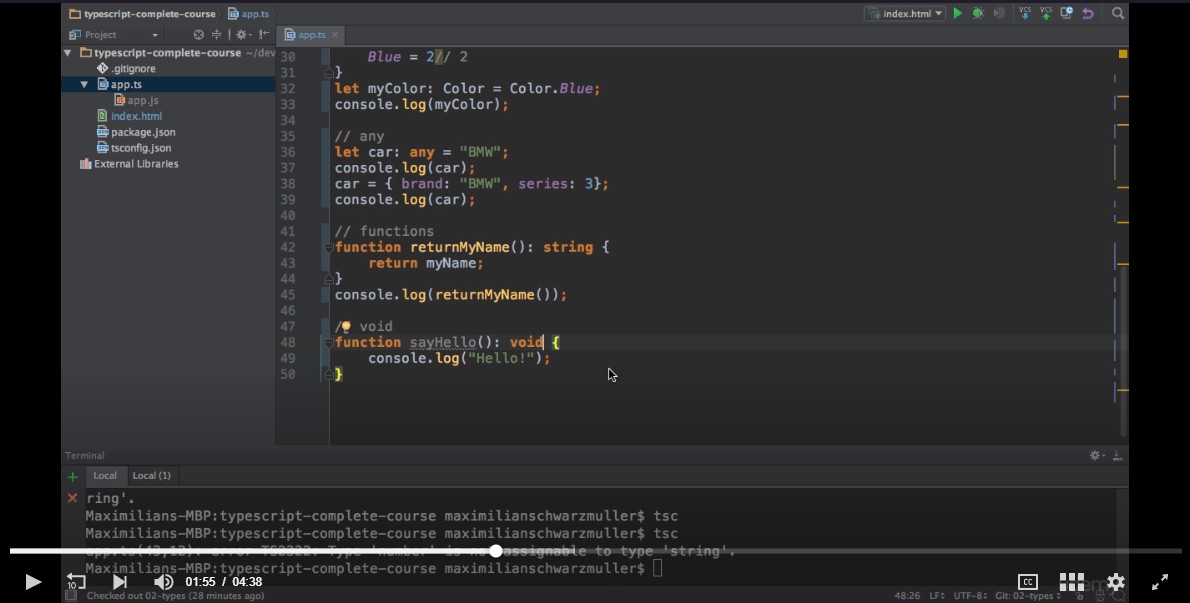 typescript-complete-course app.ts index.html
Project app.ts
typescript-complete-course ~/dev
.gitignore
app.ts
app.js
index.html
package.json
tsconfig.json
External Libraries
30 Blue = 2// 2
31 }
32 let myColor: Color = Color.Blue;
33 console.log(myColor);
34
35 // any
36 let car: any = "BMW";
37 console.log(car);
38 car = { brand: "BMW", series: 3};
39 console.log(car);
40
41 // functions
42 function returnMyName(): string {
43 return myName;
44 }
45 console.log(returnMyName());
46
47 / void
48 function sayHello(): void {
49 console.log("Hello!");
50 }
Terminal
Local Local (1)
ring'.
Maximilians-MBP:typescript-complete-course maximilianschwarzmuller$ tsc
Maximilians-MBP:typescript-complete-course maximilianschwarzmuller$ tsc
error TS2322: Type 'number' is not assignable to type 'string'.
Maximilians-MBP:typescript-complete-course maximilianschwarzmuller$
10 01:55 / 04:38 CC
Checked out 02-types (28 minutes ago) 48:26 LF UTF-8 Git: 02-types